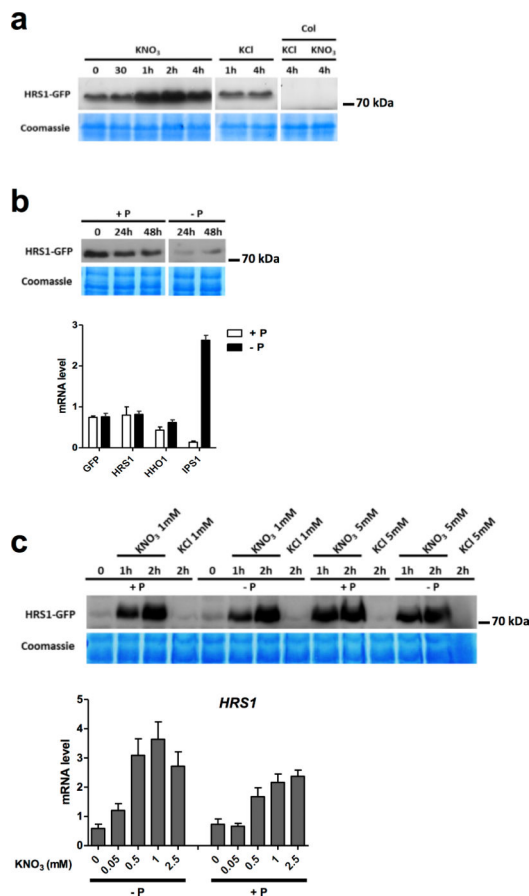 a
Col
KNO3 KCl KCl KNO3
0 30 1h 2h 4h 1h 4h 4h 4h
HRS1-GFP
70 kDa
Coomassie
b
+ P - P
0 24h 48h 24h 48h
HRS1-GFP
70 kDa
Coomassie
+ P
- P
mRNA level
3
2
1
0
GFP HRS1 HHO1 IPS1
c
KNO3 1mM KCl 1mM KNO3 1mM KCl 1mM KNO3 5mM KCl 5mM KNO3 5mM KCl 5mM
0 1h 2h 2h 0 1h 2h 2h 1h 2h 2h 1h 2h 2h
+ P - P + P - P
HRS1-GFP
70 kDa
Coomassie
HRS1
mRNA level
5
4
3
2
1
0
KNO3 (mM) 0 0.05 0.5 1 2.5 0 0.05 0.5 1 2.5
- P + P